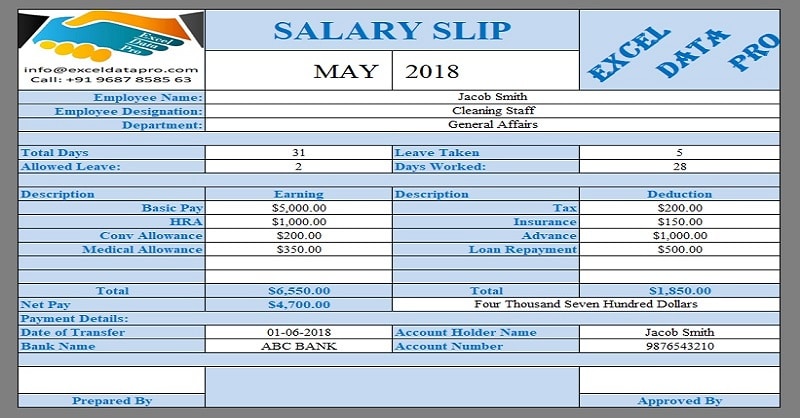 Excel
Data
Pro
info@exceldatapro.com
Call: +91 9687 8585 63
SALARY SLIP
MAY 2018
EXCEL DATA PRO
Employee Name: Jacob Smith
Employee Designation: Cleaning Staff
Department: General Affairs
Total Days 31 Leave Taken 5
Allowed Leave: 2 Days Worked: 28
Description Earning Description Deduction
Basic Pay $5,000.00 Tax $200.00
HRA $1,000.00 Insurance $150.00
Conv Allowance $200.00 Advance $1,000.00
Medical Allowance $350.00 Loan Repayment $500.00
Total $6,550.00 Total $1,850.00
Net Pay $4,700.00 Four Thousand Seven Hundred Dollars
Payment Details:
Date of Transfer 01-06-2018 Account Holder Name Jacob Smith
Bank Name ABC BANK Account Number 9876543210
Prepared By Approved By